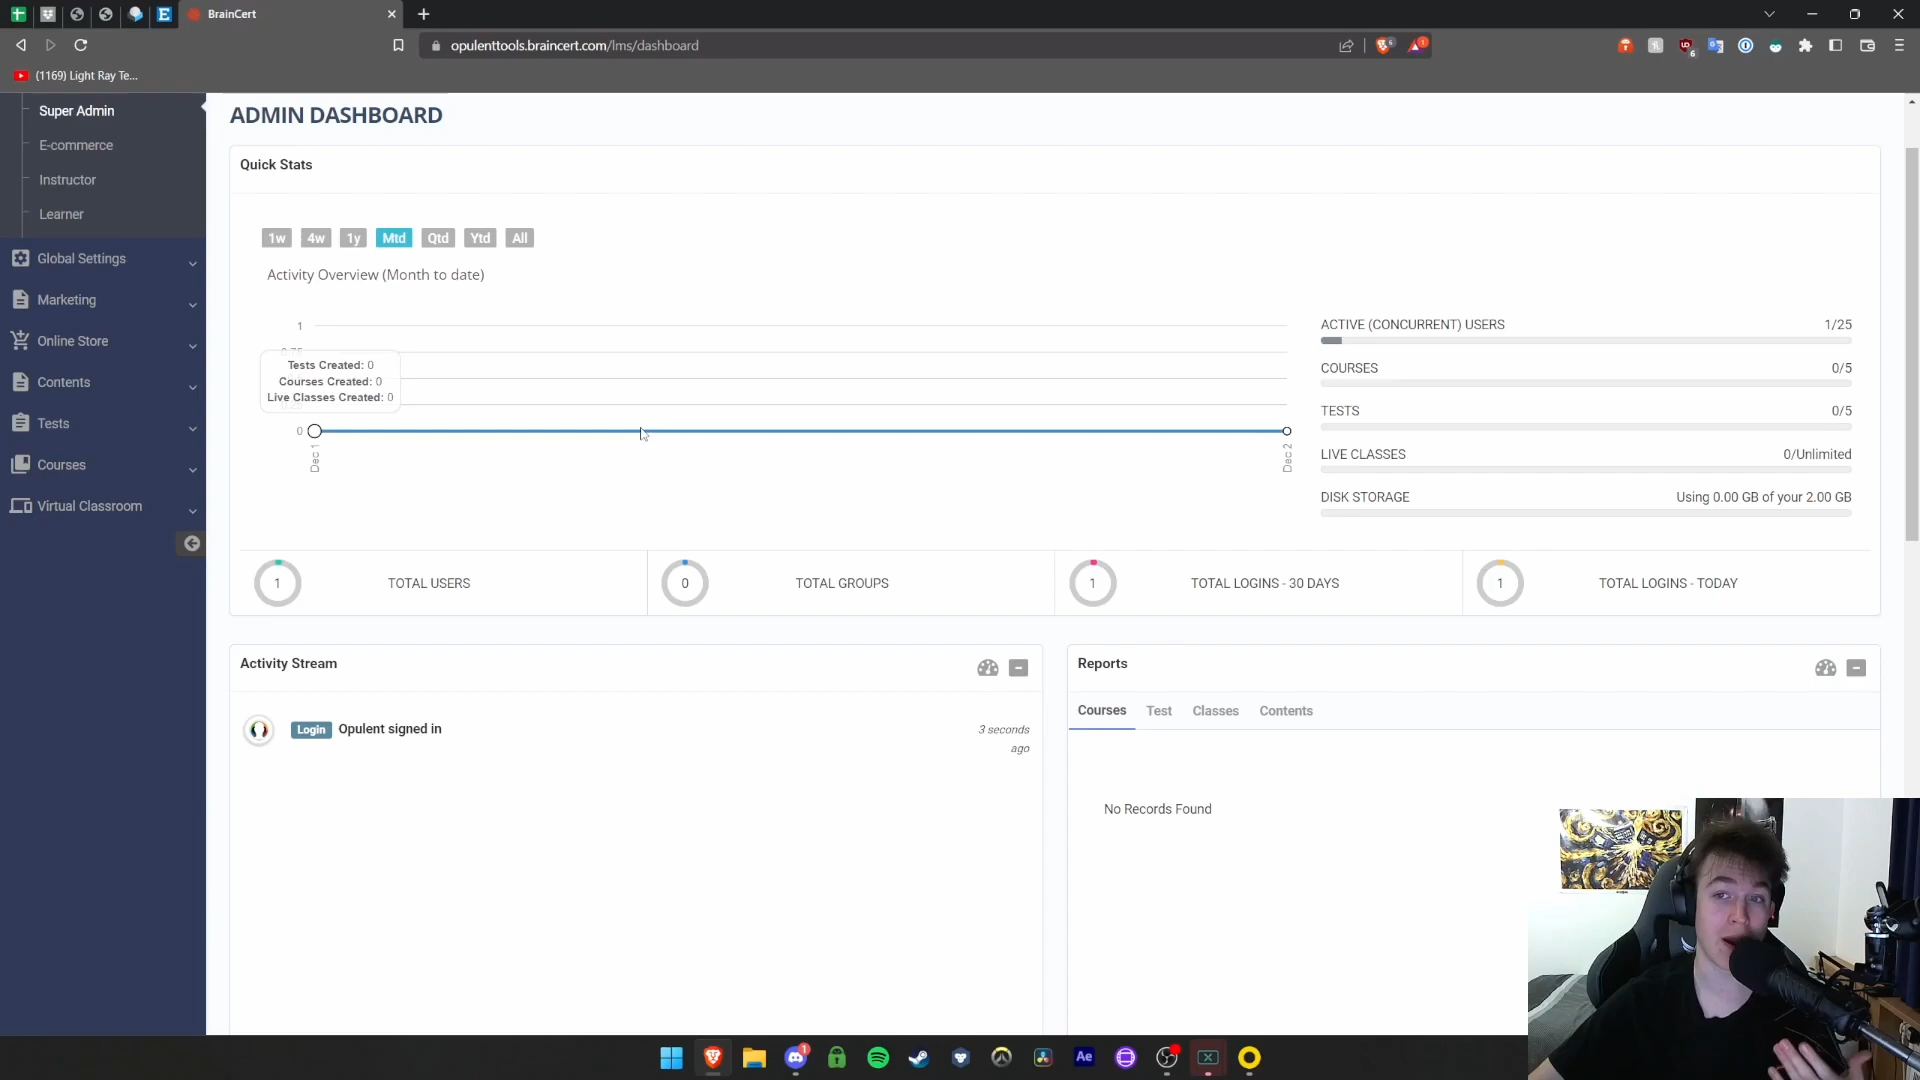 BrainCert
opulenttools.braincert.com/lms/dashboard
(1169) Light Ray Te...
Super Admin
E-commerce
Instructor
Learner
Global Settings
Marketing
Online Store
Contents
Tests
Courses
Virtual Classroom
ADMIN DASHBOARD
Quick Stats
1w 4w 1y Mtd Qtd Ytd All
Activity Overview (Month to date)
1
0.75
Tests Created: 0
Courses Created: 0
Live Classes Created: 0
0
Dec 1
Dec 2
ACTIVE (CONCURRENT) USERS 1/25
COURSES 0/5
TESTS 0/5
LIVE CLASSES 0/Unlimited
DISK STORAGE Using 0.00 GB of your 2.00 GB
1 TOTAL USERS
0 TOTAL GROUPS
1 TOTAL LOGINS - 30 DAYS
1 TOTAL LOGINS - TODAY
Activity Stream
Login Opulent signed in
3 seconds
ago
Reports
Courses Test Classes Contents
No Records Found
Ae